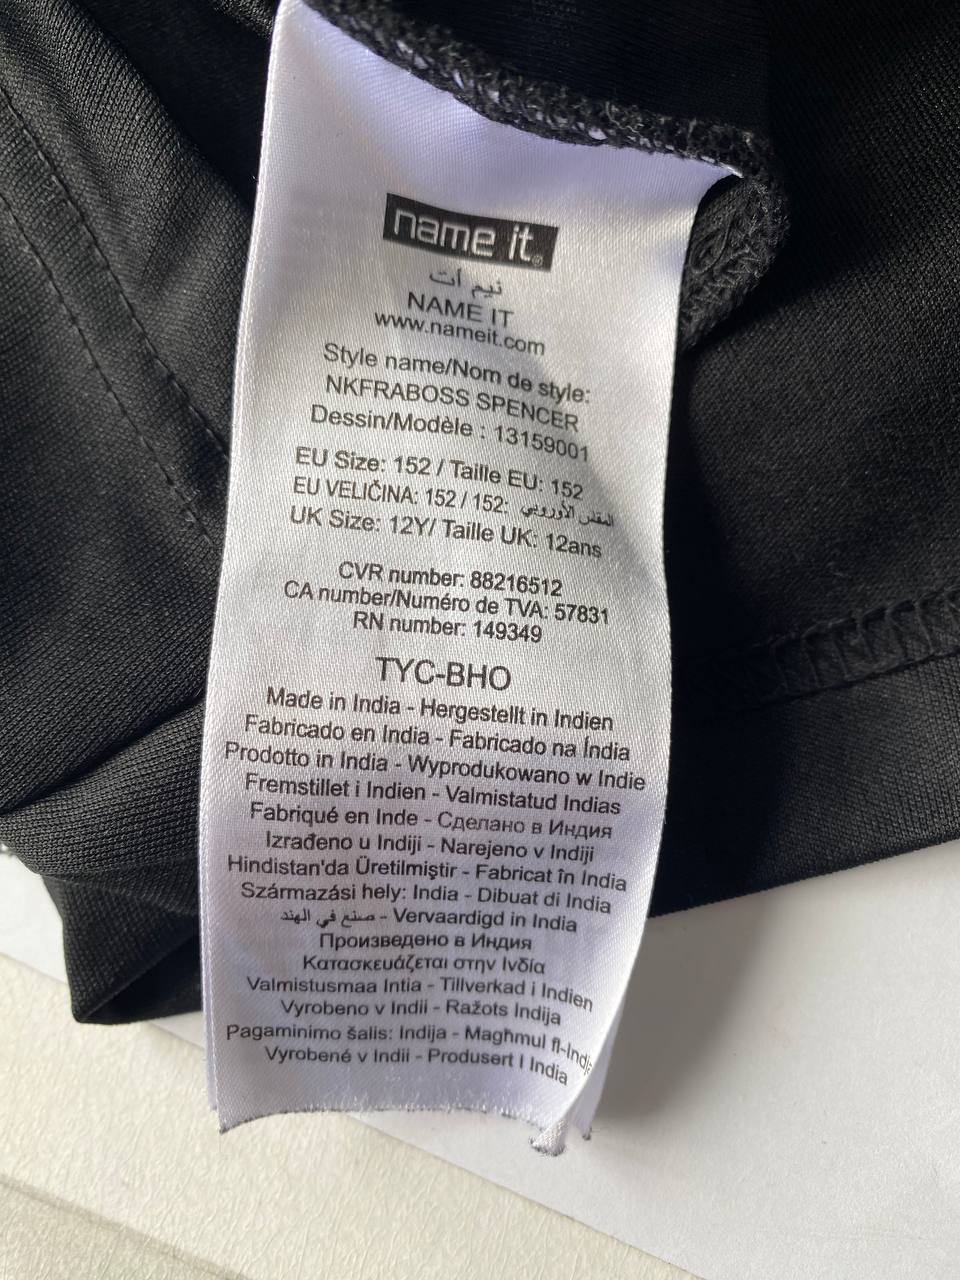 name it®
نيم ات
NAME IT
www.nameit.com
Style name/Nom de style:
NKFRABOSS SPENCER
Dessin/Modèle : 13159001
EU Size: 152 / Taille EU: 152
EU VELIČINA: 152 / 152: المقس الأوروبي
UK Size: 12Y/ Taille UK: 12ans
CVR number: 88216512
CA number/Numéro de TVA: 57831
RN number: 149349
TYC-BHO
Made in India - Hergestellt in Indien
Fabricado en India - Fabricado na Índia
Prodotto in India - Wyprodukowano w Indie
Fremstillet i Indien - Valmistatud Indias
Fabriqué en Inde - Сделано в Индия
Izrađeno u Indiji - Narejeno v Indiji
Hindistan'da Üretilmiştir - Fabricat în India
Származási hely: India - Dibuat di India
صنع في الهند - Vervaardigd in India
Произведено в Индия
Κατασκευάζεται στην Ινδία
Valmistusmaa Intia - Tillverkad i Indien
Vyrobeno v Indii - Ražots Indija
Pagaminimo šalis: Indija - Magħmul fl-Indja
Vyrobené v Indii - Produsert I India